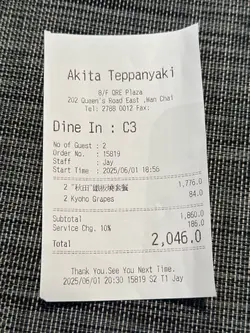 Akita Teppanyaki
8/F QRE Plaza
202 Queen's Road East ,Wan Chai
Tel: 2788 0012 Fax:
Dine In : C3
No of Guest : 2
Order No. : 15819
Staff : Jay
Start Time : 2025/06/01 18:56
2 "秋田"鐵板燒套餐 1,776.0
2 Kyoho Grapes 84.0
Subtotal 1,860.0
Service Chg. 10% 186.0
Total 2,046.0
Thank You.See You Next Time.
2025/06/01 20:30 15819 S2 T1 Jay